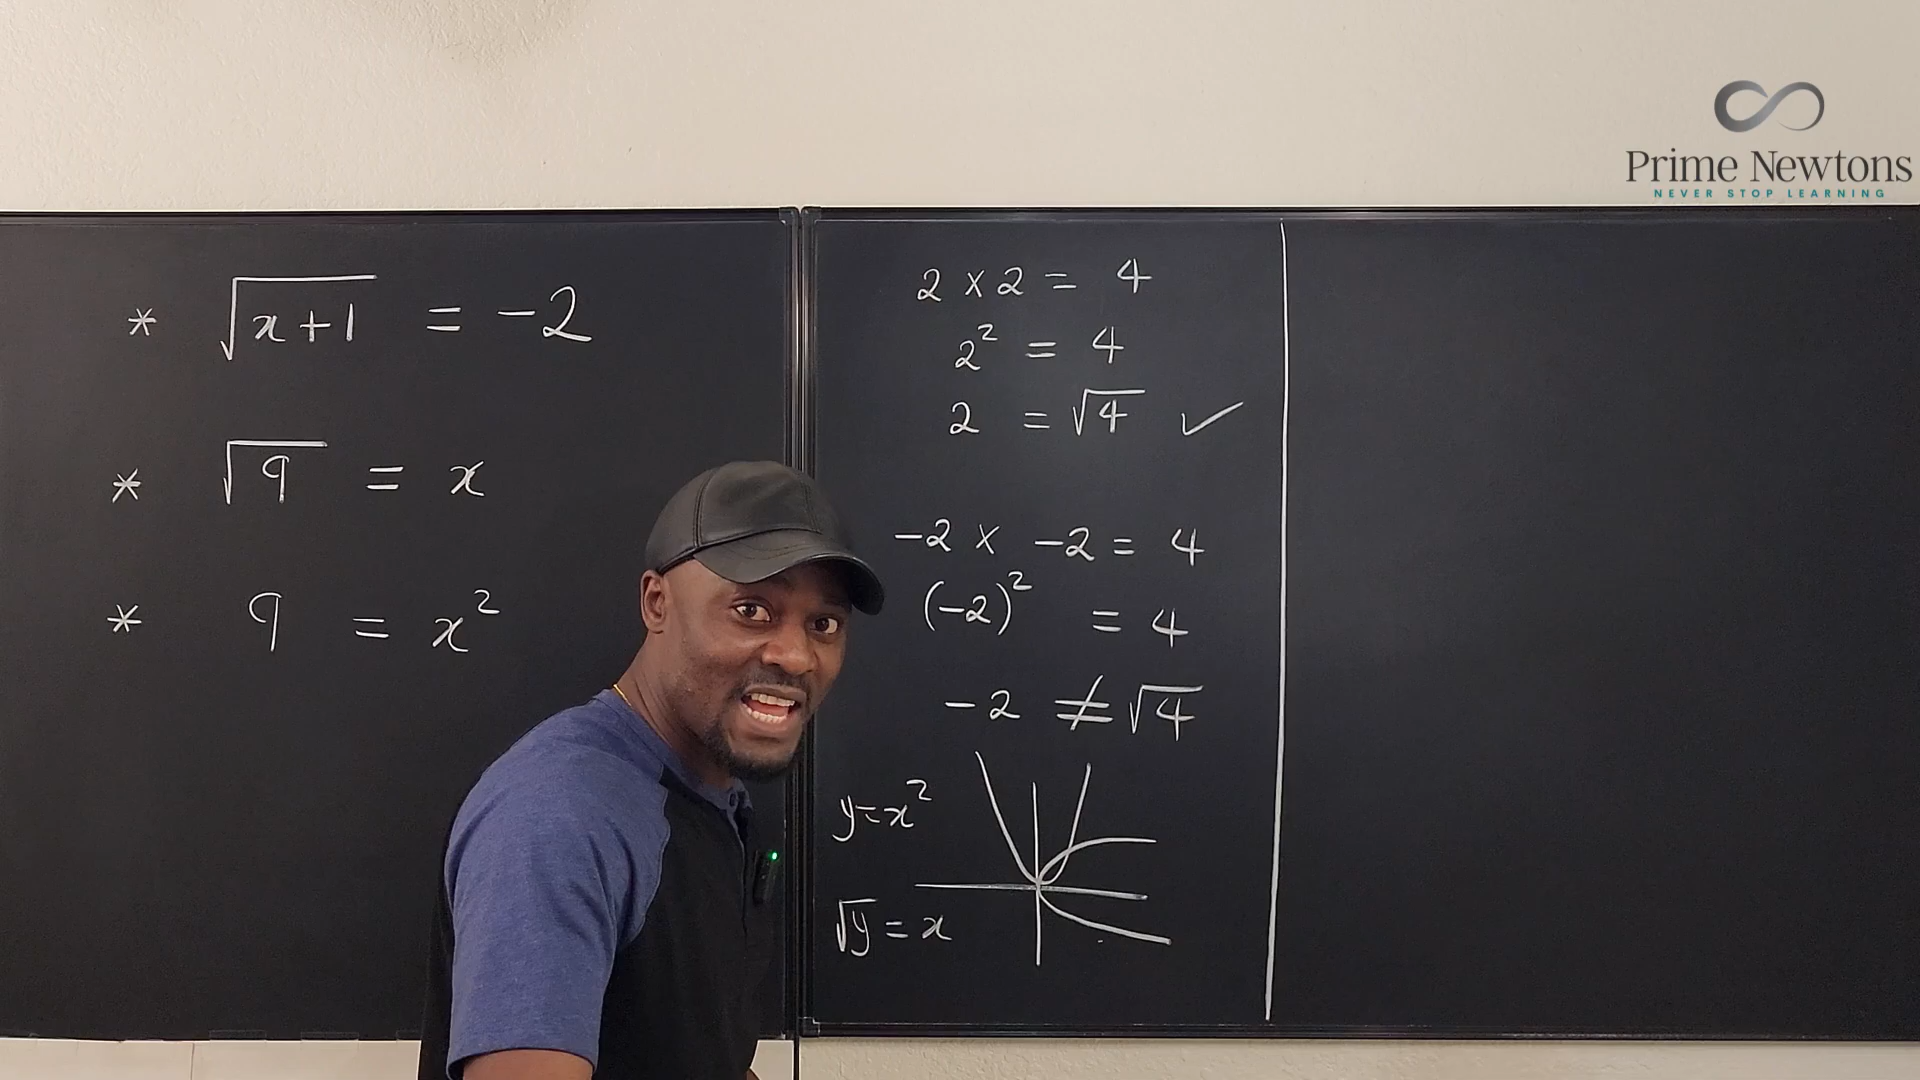 Prime Newtons
NEVER STOP LEARNING
* √(x+1) = -2
* √9 = x
* 9 = x²
2 × 2 = 4
2² = 4
2 = √4 ✓
-2 × -2 = 4
(-2)² = 4
-2 ≠ √4
y = x²
√y = x